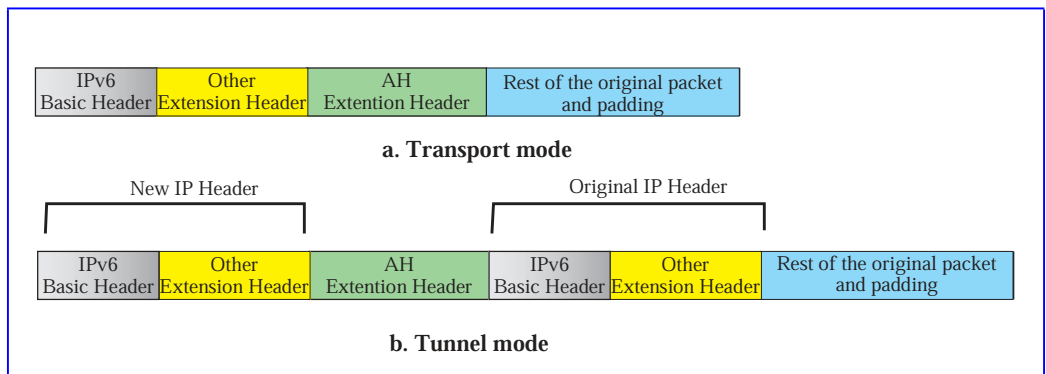 IPv6 Other AH Rest of the original packet
Basic Header Extension Header Extention Header and padding
a. Transport mode
New IP Header Original IP Header
IPv6 Other AH IPv6 Other Rest of the original packet
Basic Header Extension Header Extention Header Basic Header Extension Header and padding
b. Tunnel mode